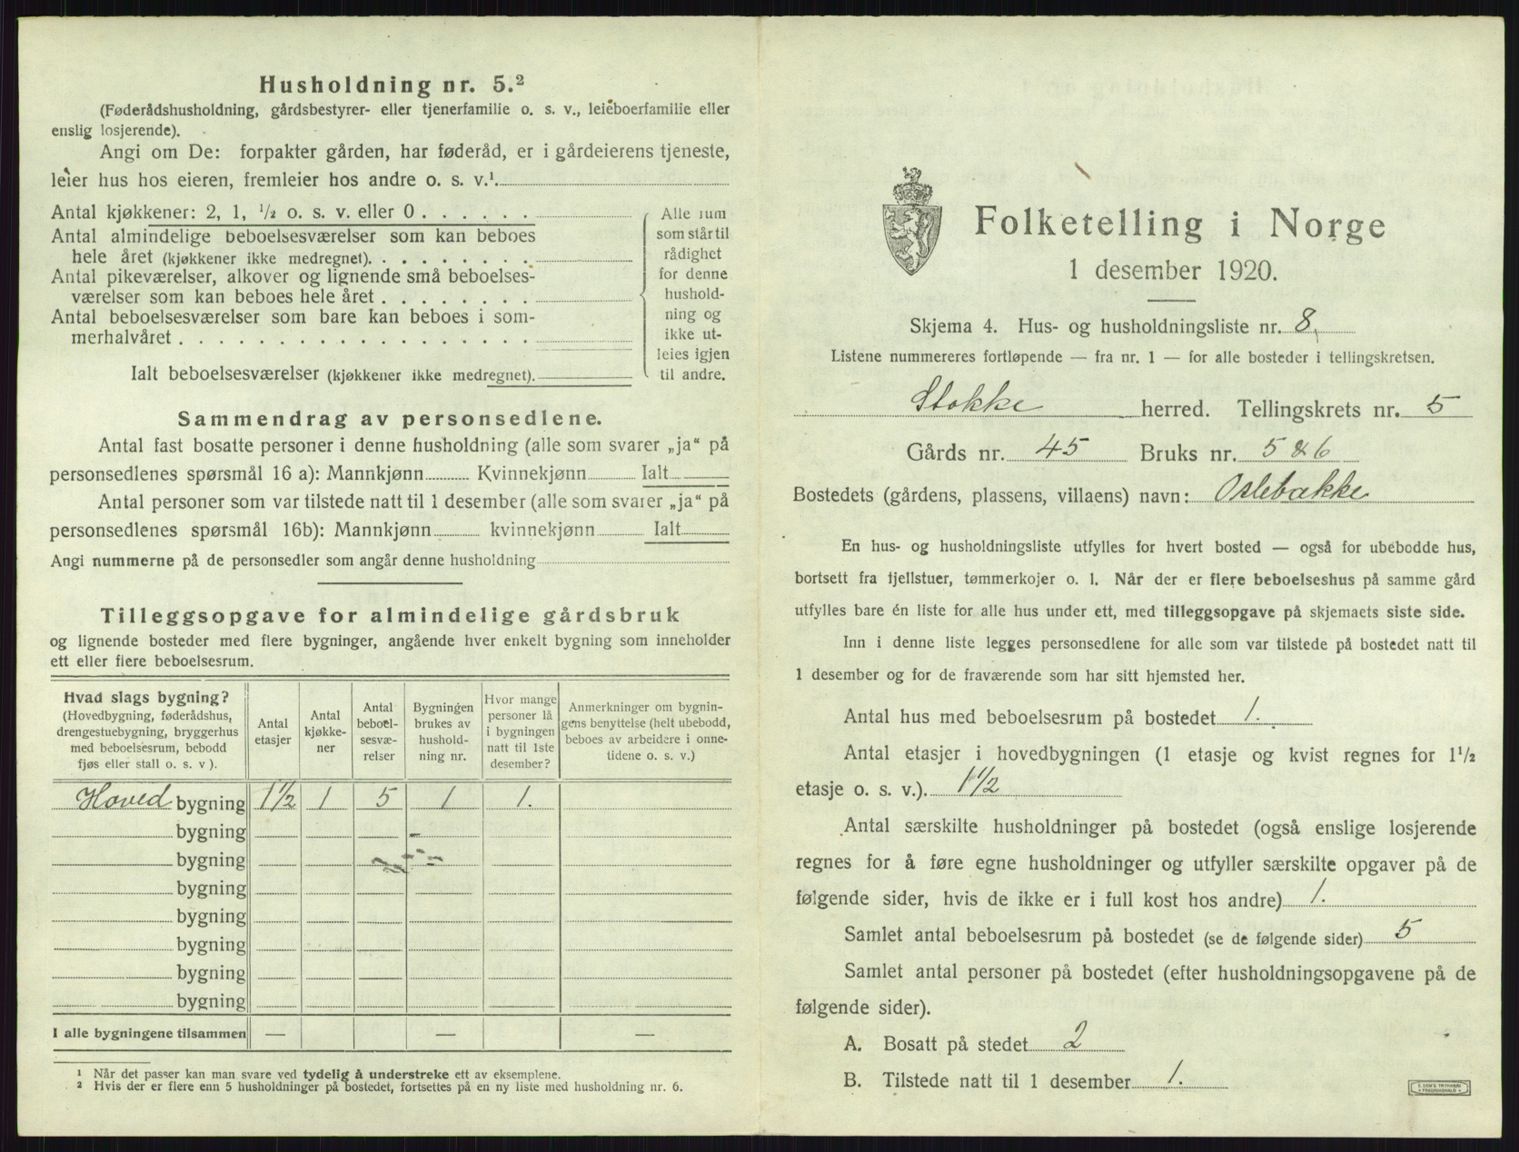 Husholdning nr. 5.²
(Føderådshusholdning, gårdsbestyrer- eller tjenerfamilie o. s. v., leieboerfamilie eller
enslig losjerende).
Angi om De: forpakter gården, har føderåd, er i gårdeierens tjeneste,
leier hus hos eieren, fremleier hos andre o. s. v.¹
Antal kjøkkener: 2, 1, ½ o. s. v. eller 0 . . . . . .
Antal almindelige beboelsesværelser som kan beboes
hele året (kjøkkener ikke medregnet). . . . . . . . .
Antal pikeværelser, alkover og lignende små beboelses-
værelser som kan beboes hele året . . . . . . . .
Antal beboelsesværelser som bare kan beboes i som-
merhalvåret . . . . . . . . . . . . . . . . . .
Ialt beboelsesværelser (kjøkkener ikke medregnet).
Alle rum
som står til
rådighet
for denne
hushold-
ning og
ikke ut-
leies igjen
til andre.
Sammendrag av personsedlene.
Antal fast bosatte personer i denne husholdning (alle som svarer „ja“ på
personsedlenes spørsmål 16 a): Mannkjønn Kvinnekjønn Ialt
Antal personer som var tilstede natt til 1 desember (alle som svarer „ja“ på
personsedlenes spørsmål 16b): Mannkjønn kvinnekjønn Ialt
Angi nummerne på de personsedler som angår denne husholdning
Tilleggsopgave for almindelige gårdsbruk
og lignende bosteder med flere bygninger, angående hver enkelt bygning som inneholder
ett eller flere beboelsesrum.
Hvad slags bygning?
(Hovedbygning, føderådshus,
drengestuebygning, bryggerhus
med beboelsesrum, bebodd
fjøs eller stall o. s. v ).
Antal
etasjer
Antal
kjøkke-
ner
Antal
beboel-
sesvæ-
relser
Bygningen
brukes av
hushold-
ning nr.
Hvor mange
personer lå
i bygningen
natt til 1ste
desember?
Anmerkninger om bygnin-
gens benyttelse (helt ubebodd,
beboes av arbeidere i onne-
tidene o. s. v.)
Hoved bygning 1½ 1 5 1 1.
bygning
bygning
bygning
bygning
bygning
bygning
bygning
I alle bygningene tilsammen — — —
¹ Når det passer kan man svare ved tydelig å understreke ett av eksemplene.
² Hvis der er flere enn 5 husholdninger på bostedet, fortsettes på en ny liste med husholdning nr. 6.
Folketelling i Norge
1 desember 1920.
Skjema 4. Hus- og husholdningsliste nr. 8,
Listene nummereres fortløpende — fra nr. 1 — for alle bosteder i tellingskretsen.
Stokke herred. Tellingskrets nr. 5
Gårds nr. 45 Bruks nr. 5 & 6
Bostedets (gårdens, plassens, villaens) navn: Oslebakke
En hus- og husholdningsliste utfylles for hvert bosted — også for ubebodde hus,
bortsett fra fjellstuer, tømmerkojer o. l. Når der er flere beboelseshus på samme gård
utfylles bare én liste for alle hus under ett, med tilleggsopgave på skjemaets siste side.
Inn i denne liste legges personsedlene for alle som var tilstede på bostedet natt til
1 desember og for de fraværende som har sitt hjemsted her.
Antal hus med beboelsesrum på bostedet 1.
Antal etasjer i hovedbygningen (1 etasje og kvist regnes for 1½
etasje o. s. v.). 1½
Antal særskilte husholdninger på bostedet (også enslige losjerende
regnes for å føre egne husholdninger og utfyller særskilte opgaver på de
følgende sider, hvis de ikke er i full kost hos andre) 1.
Samlet antal beboelsesrum på bostedet (se de følgende sider) 5
Samlet antal personer på bostedet (efter husholdningsopgavene på de
følgende sider).
A. Bosatt på stedet 2
B. Tilstede natt til 1 desember 1.